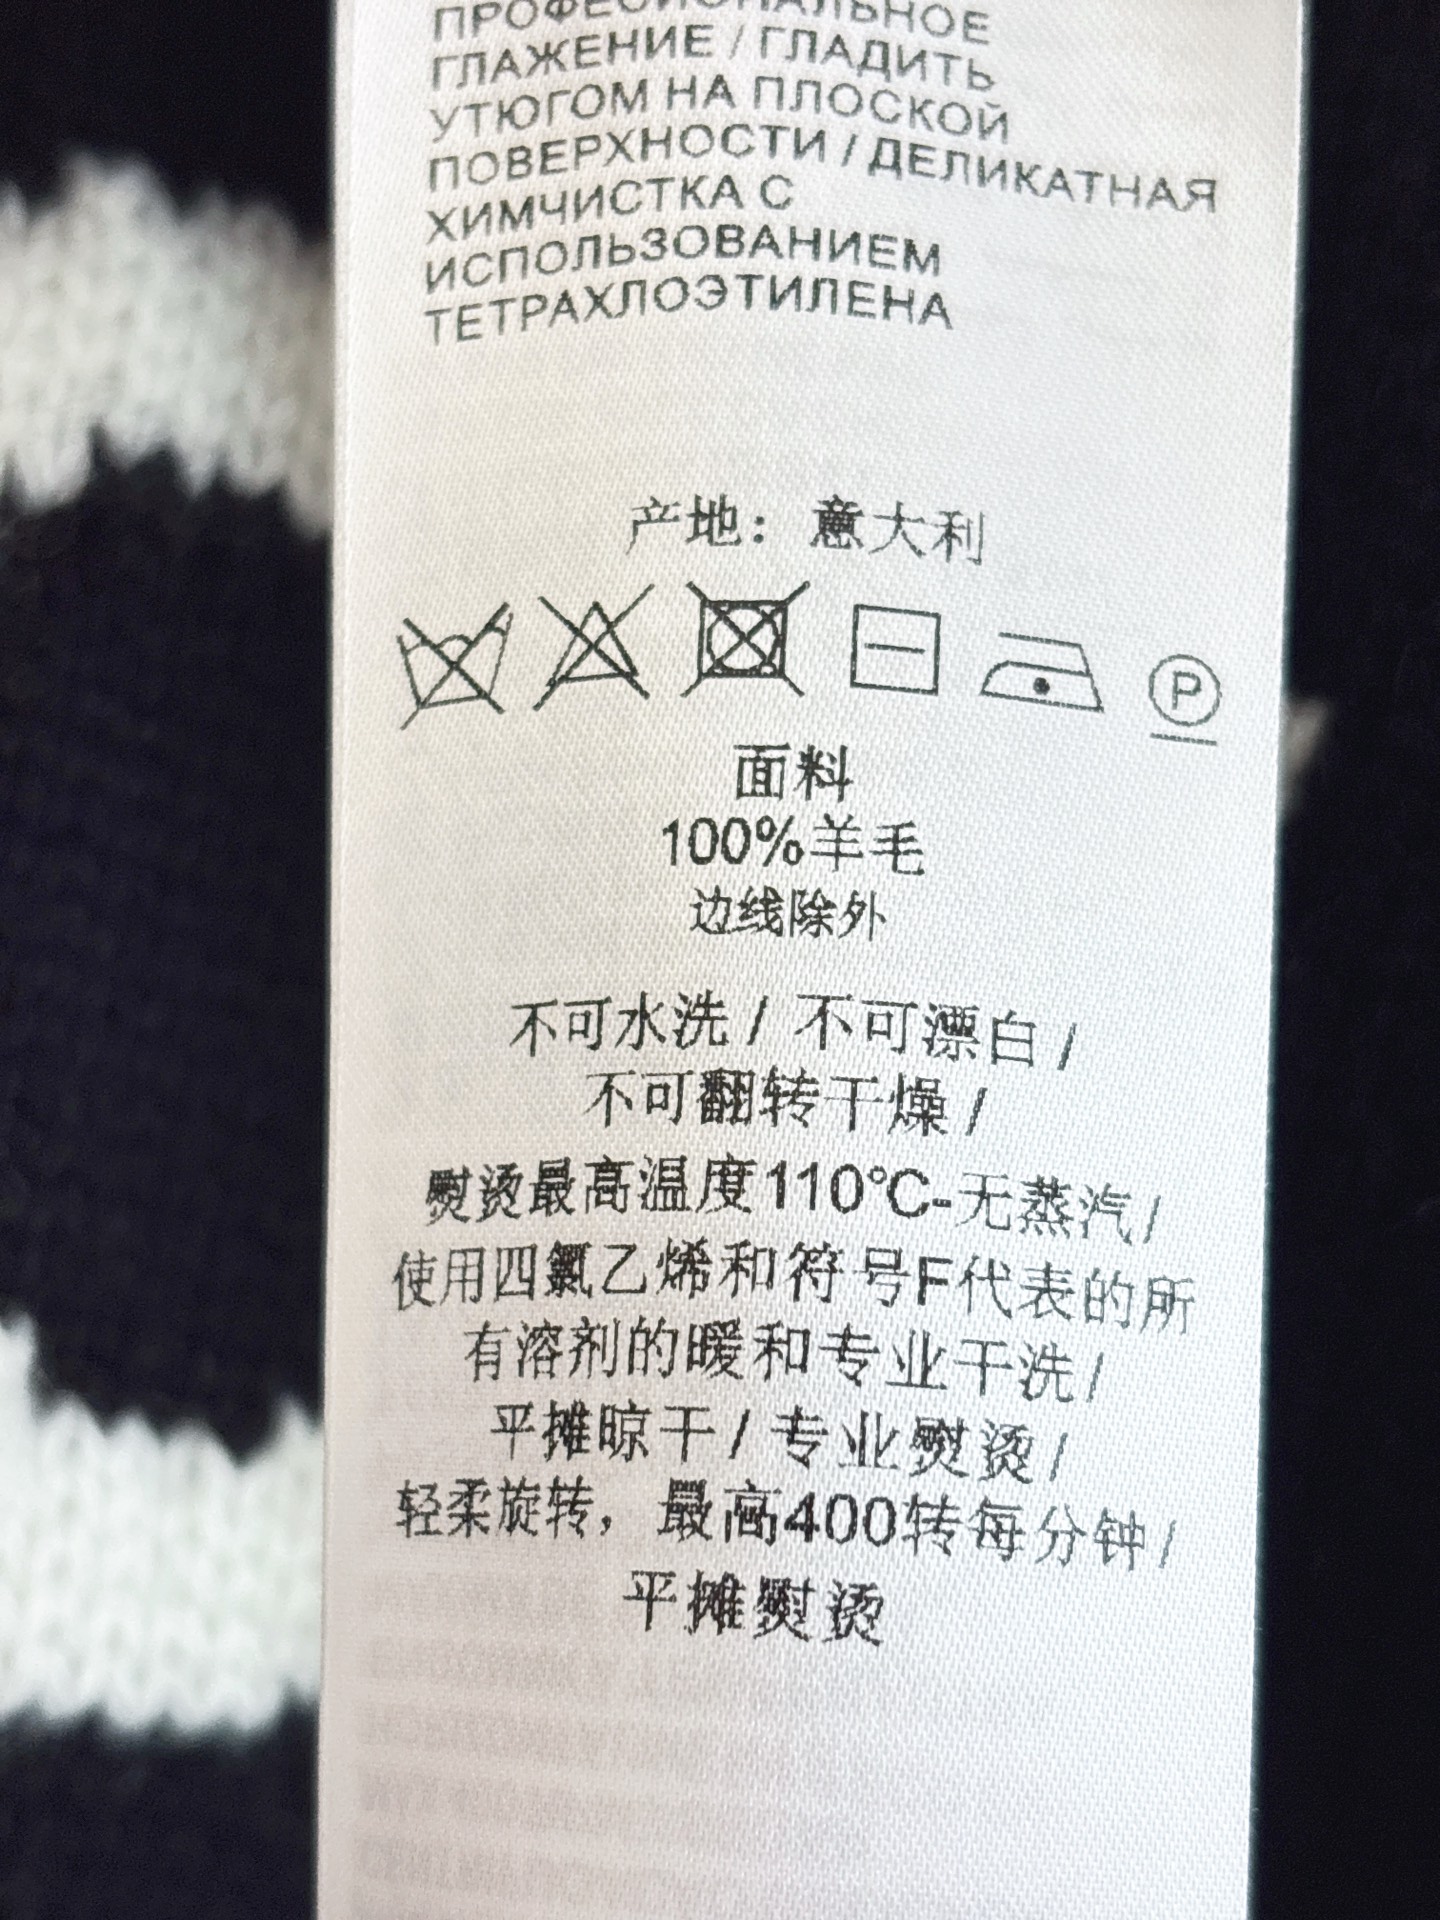 ПРОФЕСИОНАЛЬНОЕ
ГЛАЖЕНИЕ / ГЛАДИТЬ
УТЮГОМ НА ПЛОСКОЙ
ПОВЕРХНОСТИ / ДЕЛИКАТНАЯ
ХИМЧИСТКА С
ИСПОЛЬЗОВАНИЕМ
ТЕТРАХЛОЭТИЛЕНА
产地：意大利
P
面料
100%羊毛
边线除外
不可水洗 / 不可漂白 /
不可翻转干燥 /
熨烫最高温度110℃-无蒸汽 /
使用四氯乙烯和符号F代表的所
有溶剂的暖和专业干洗 /
平摊晾干 / 专业熨烫 /
轻柔旋转，最高400转每分钟 /
平摊熨烫